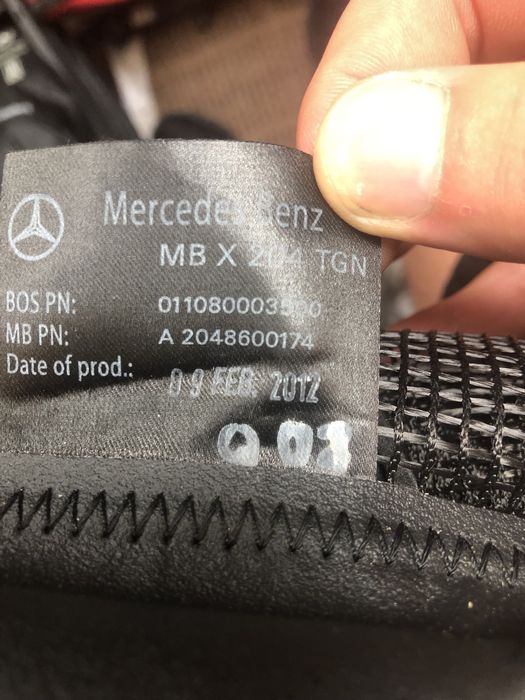 Mercedes-Benz
MB X 204 TGN
BOS PN:
MB PN: A 2048600174
Date of prod.: 09 FEB. 2012